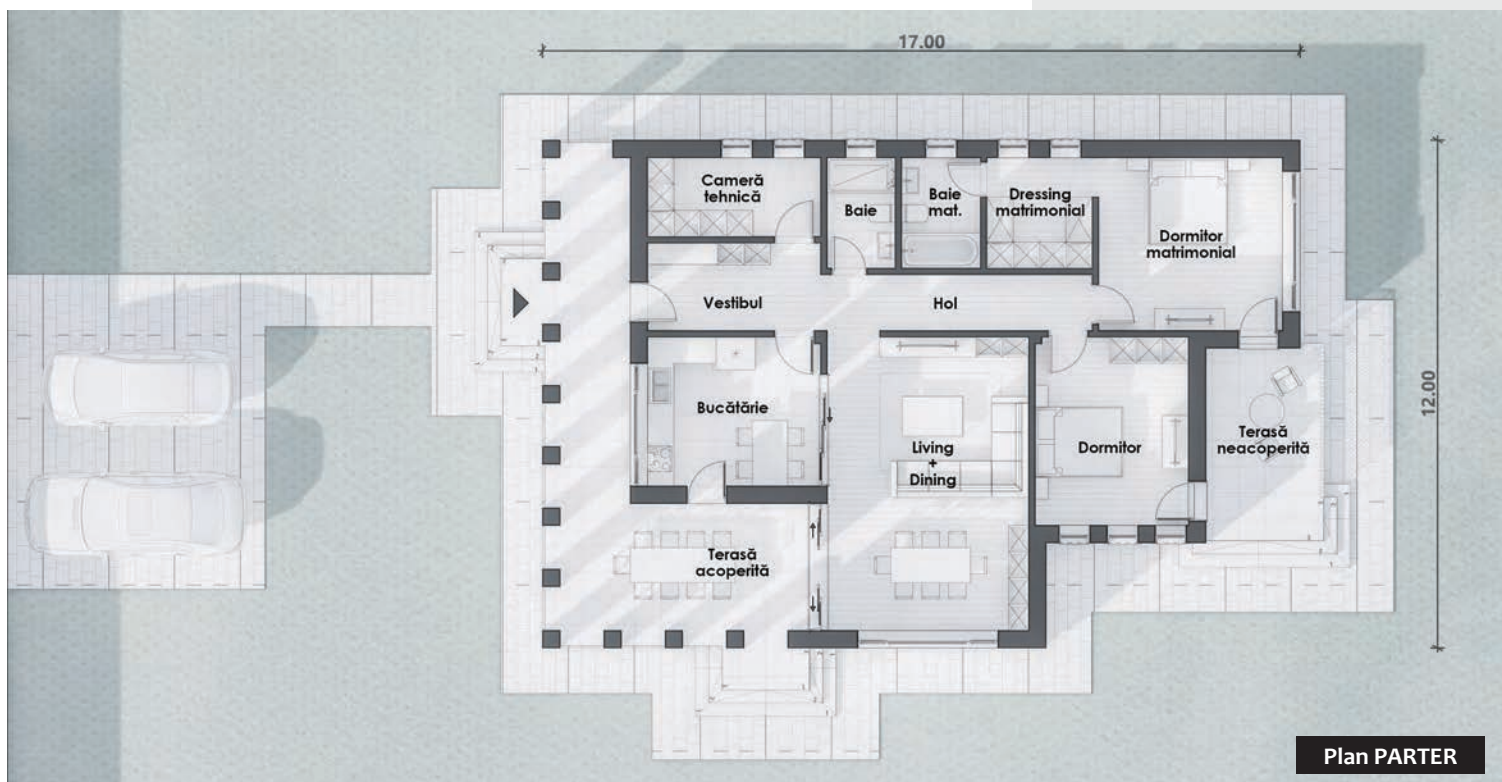 17.00
Cameră
tehnică
Baie
Baie
mat.
Dressing
matrimonial
Dormitor
matrimonial
Vestibul
Hol
12.00
Bucătărie
Living
+
Dining
Dormitor
Terasă
neacoperită
Terasă
acoperită
Plan PARTER